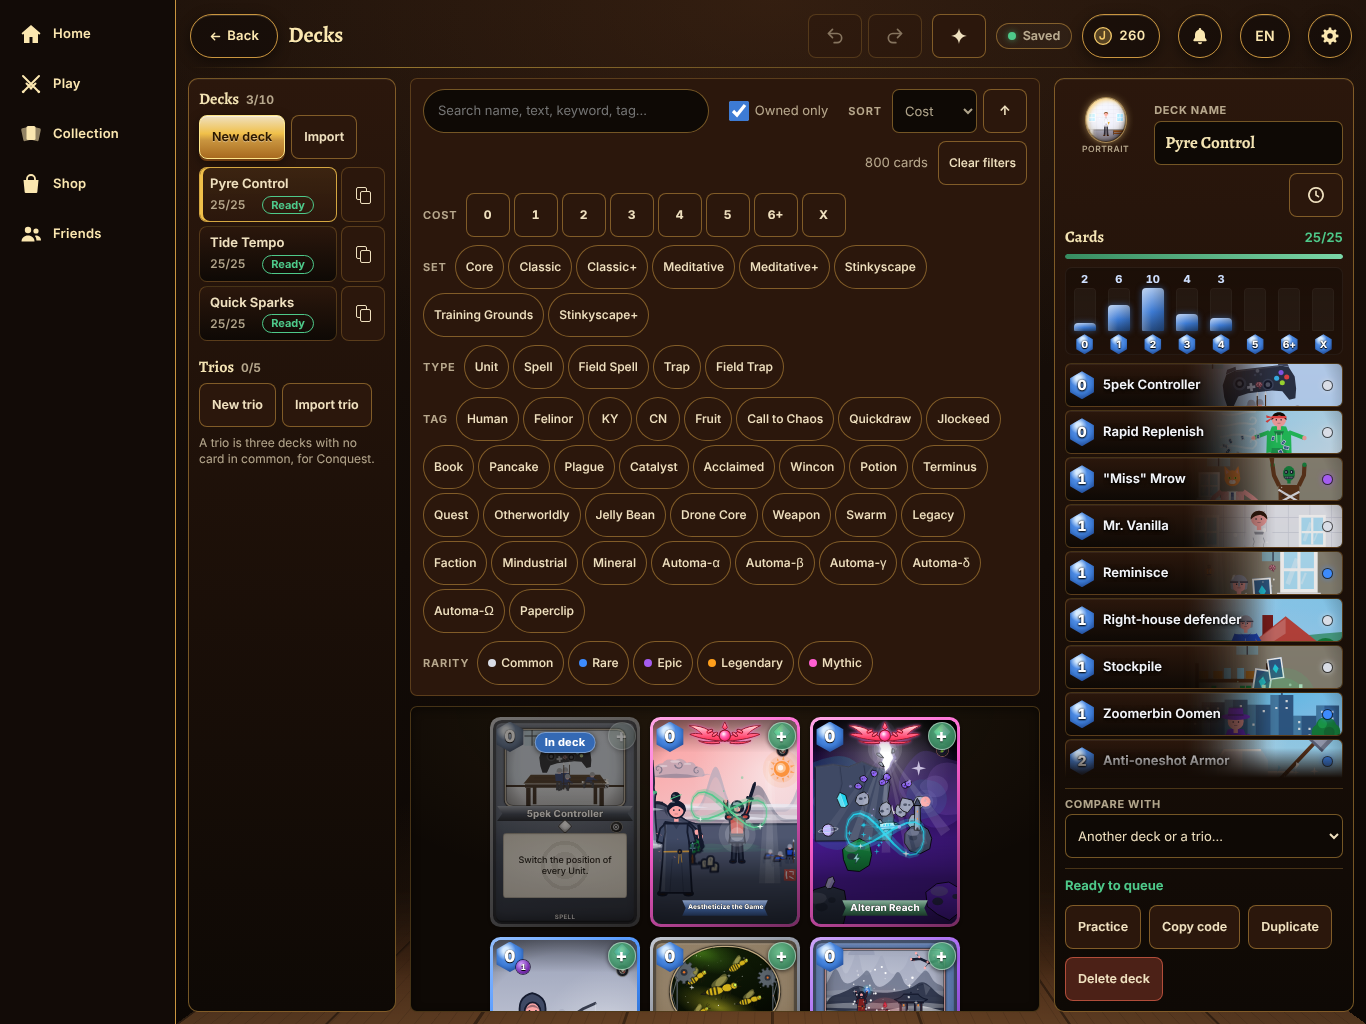 Home
Play
Collection
Shop
Friends
← Back
Decks
Saved
J 260
EN
Decks 3/10
New deck
Import
Pyre Control
25/25 Ready
Tide Tempo
25/25 Ready
Quick Sparks
25/25 Ready
Trios 0/5
New trio
Import trio
A trio is three decks with no
card in common, for Conquest.
Search name, text, keyword, tag...
Owned only
SORT
Cost
↑
800 cards
Clear filters
COST 0 1 2 3 4 5 6+ X
SET Core Classic Classic+ Meditative Meditative+ Stinkyscape
Training Grounds Stinkyscape+
TYPE Unit Spell Field Spell Trap Field Trap
TAG Human Felinor KY CN Fruit Call to Chaos Quickdraw Jlockeed
Book Pancake Plague Catalyst Acclaimed Wincon Potion Terminus
Quest Otherworldly Jelly Bean Drone Core Weapon Swarm Legacy
Faction Mindustrial Mineral Automa-α Automa-β Automa-γ Automa-δ
Automa-Ω Paperclip
RARITY Common Rare Epic Legendary Mythic
0 In deck +
5pek Controller
Switch the position of
every Unit.
SPELL
0 +
Aestheticize the Game
0 +
Alteran Reach
0 1 +
0 +
0 +
PORTRAIT
DECK NAME
Pyre Control
Cards 25/25
2 6 10 4 3
0 1 2 3 4 5 6+ X
0 5pek Controller
0 Rapid Replenish
1 "Miss" Mrow
1 Mr. Vanilla
1 Reminisce
1 Right-house defender
1 Stockpile
1 Zoomerbin Oomen
2 Anti-oneshot Armor
COMPARE WITH
Another deck or a trio...
Ready to queue
Practice
Copy code
Duplicate
Delete deck